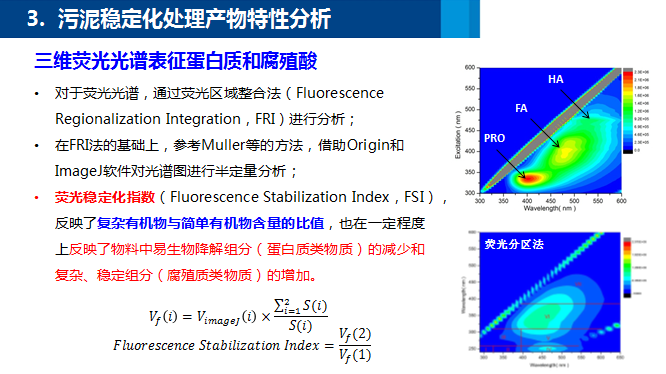 3. 污泥稳定化处理产物特性分析
三维荧光光谱表征蛋白质和腐殖酸
• 对于荧光光谱，通过荧光区域整合法（Fluorescence
Regionalization Integration，FRI）进行分析；
• 在FRI法的基础上，参考Muller等的方法，借助Origin和
ImageJ软件对光谱图进行半定量分析；
• 荧光稳定化指数（Fluorescence Stabilization Index，FSI），
反映了复杂有机物与简单有机物含量的比值，也在一定程度
上反映了物料中易生物降解组分（蛋白质类物质）的减少和
复杂、稳定组分（腐殖质类物质）的增加。
V_f(i) = V_imageJ(i) × ∑_{i=1}^{2} S(i) / S(i)
Fluorescence Stabilization Index = V_f(2) / V_f(1)
HA
FA
PRO
Excitation ( nm )
600
550
500
450
400
350
300
300 350 400 450 500 550 600
Wavelength( nm )
荧光分区法
300 350 400 450 500 550 600 650
Wavelength( nm )